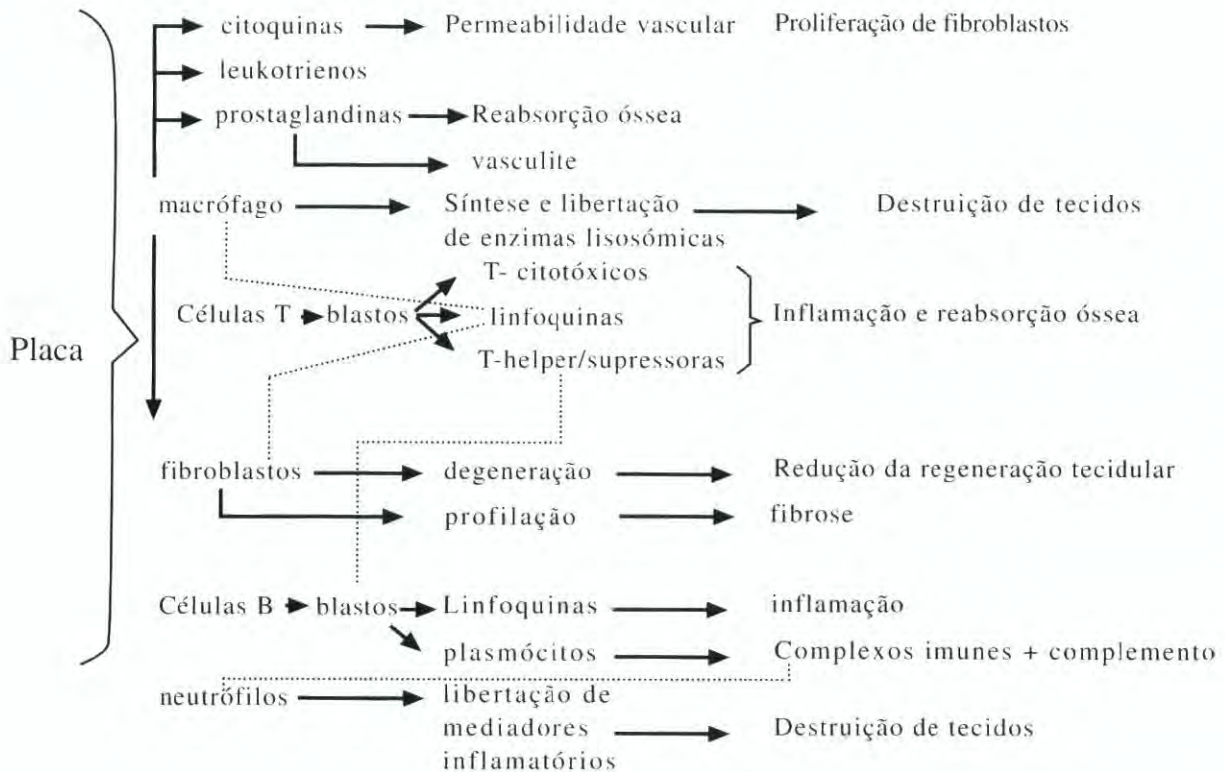 citoquinas Permeabilidade vascular Proliferação de fibroblastos
leukotrienos
prostaglandinas Reabsorção óssea
vasculite
macrófago Síntese e libertação Destruição de tecidos
de enzimas lisosómicas
T- citotóxicos
Células T blastos linfoquinas Inflamação e reabsorção óssea
Placa
T-helper/supressoras
fibroblastos degeneração Redução da regeneração tecidular
profilação fibrose
Células B blastos Linfoquinas inflamação
plasmócitos Complexos imunes + complemento
neutrófilos libertação de
mediadores Destruição de tecidos
inflamatórios